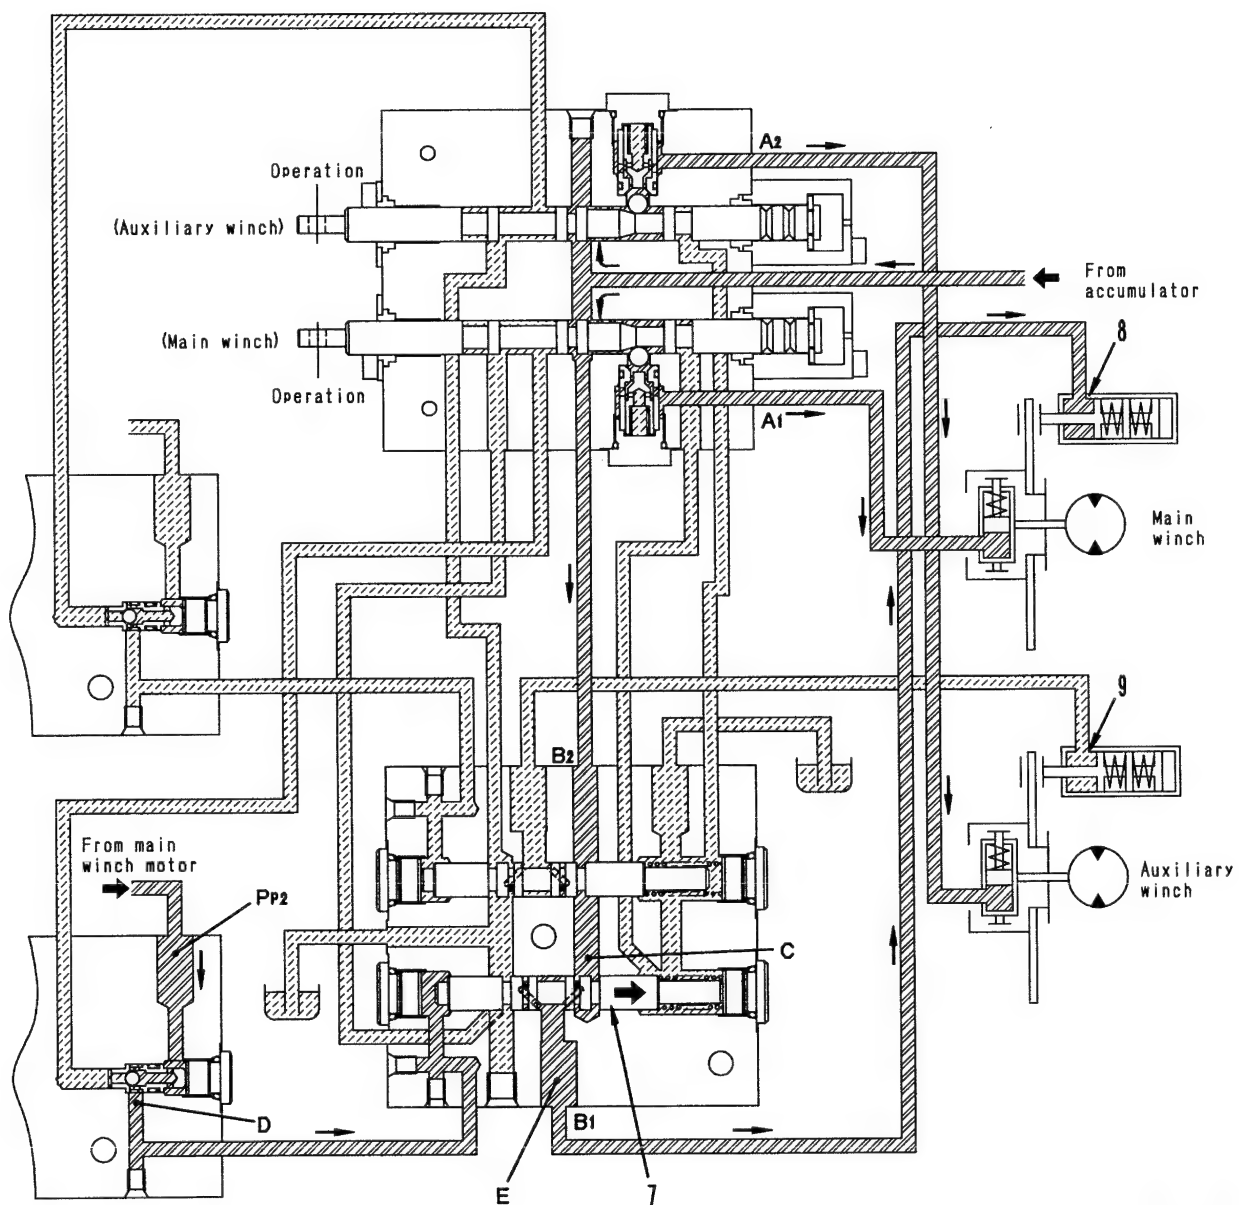 A2
Operation
(Auxiliary winch)
From
accumulator
(Main winch)
8
Operation
A1
Main
winch
9
B2
From main
winch motor
Auxiliary
winch
PP2
C
D
B1
E
7